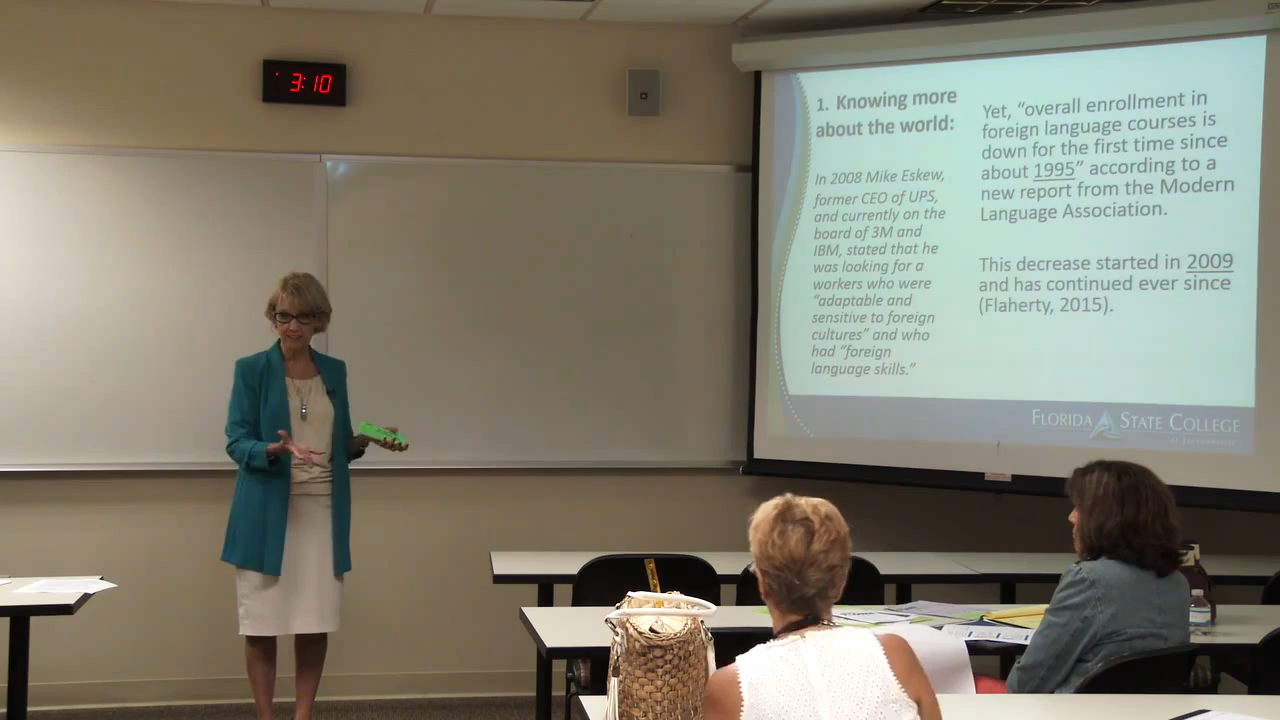 3:10
1. Knowing more
about the world:
In 2008 Mike Eskew,
former CEO of UPS,
and currently on the
board of 3M and
IBM, stated that he
was looking for a
workers who were
“adaptable and
sensitive to foreign
cultures” and who
had “foreign
language skills.”
Yet, “overall enrollment in
foreign language courses is
down for the first time since
about 1995” according to a
new report from the Modern
Language Association.
This decrease started in 2009
and has continued ever since
(Flaherty, 2015).
FLORIDA STATE COLLEGE